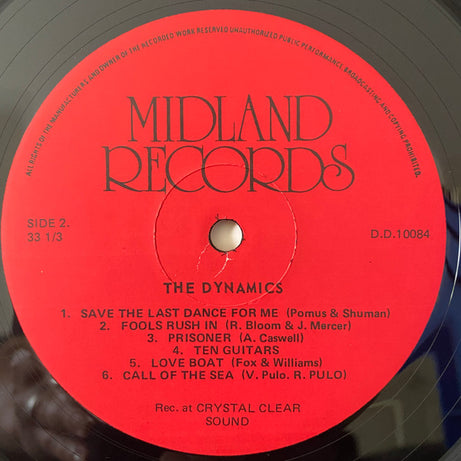 ALL RIGHTS OF THE MANUFACTURERS AND OWNER OF THE RECORDED WORK RESERVED UNAUTHORIZED PUBLIC PERFORMANCE, BROADCASTING AND COPYING PROHIBITED.
MIDLAND
RECORDS
SIDE 2.
33 1/3
D.D.10084
THE DYNAMICS
1. SAVE THE LAST DANCE FOR ME (Pomus & Shuman)
2. FOOLS RUSH IN (R. Bloom & J. Mercer)
3. PRISONER (A. Caswell)
4. TEN GUITARS
5. LOVE BOAT (Fox & Williams)
6. CALL OF THE SEA (V. Pulo. R. PULO)
Rec. at CRYSTAL CLEAR
SOUND